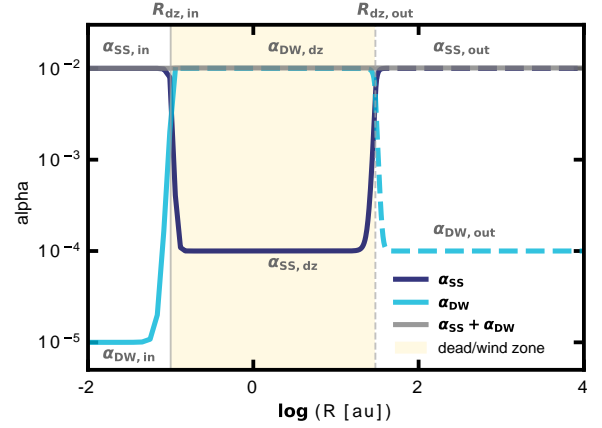 R_dz, in R_dz, out
α_SS, in α_DW, dz α_SS, out
10^−2
10^−3
10^−4
10^−5
alpha
α_DW, out
α_SS, dz
α_DW, in
α_SS
α_DW
α_SS + α_DW
dead/wind zone
-2 0 2 4
log (R [au])